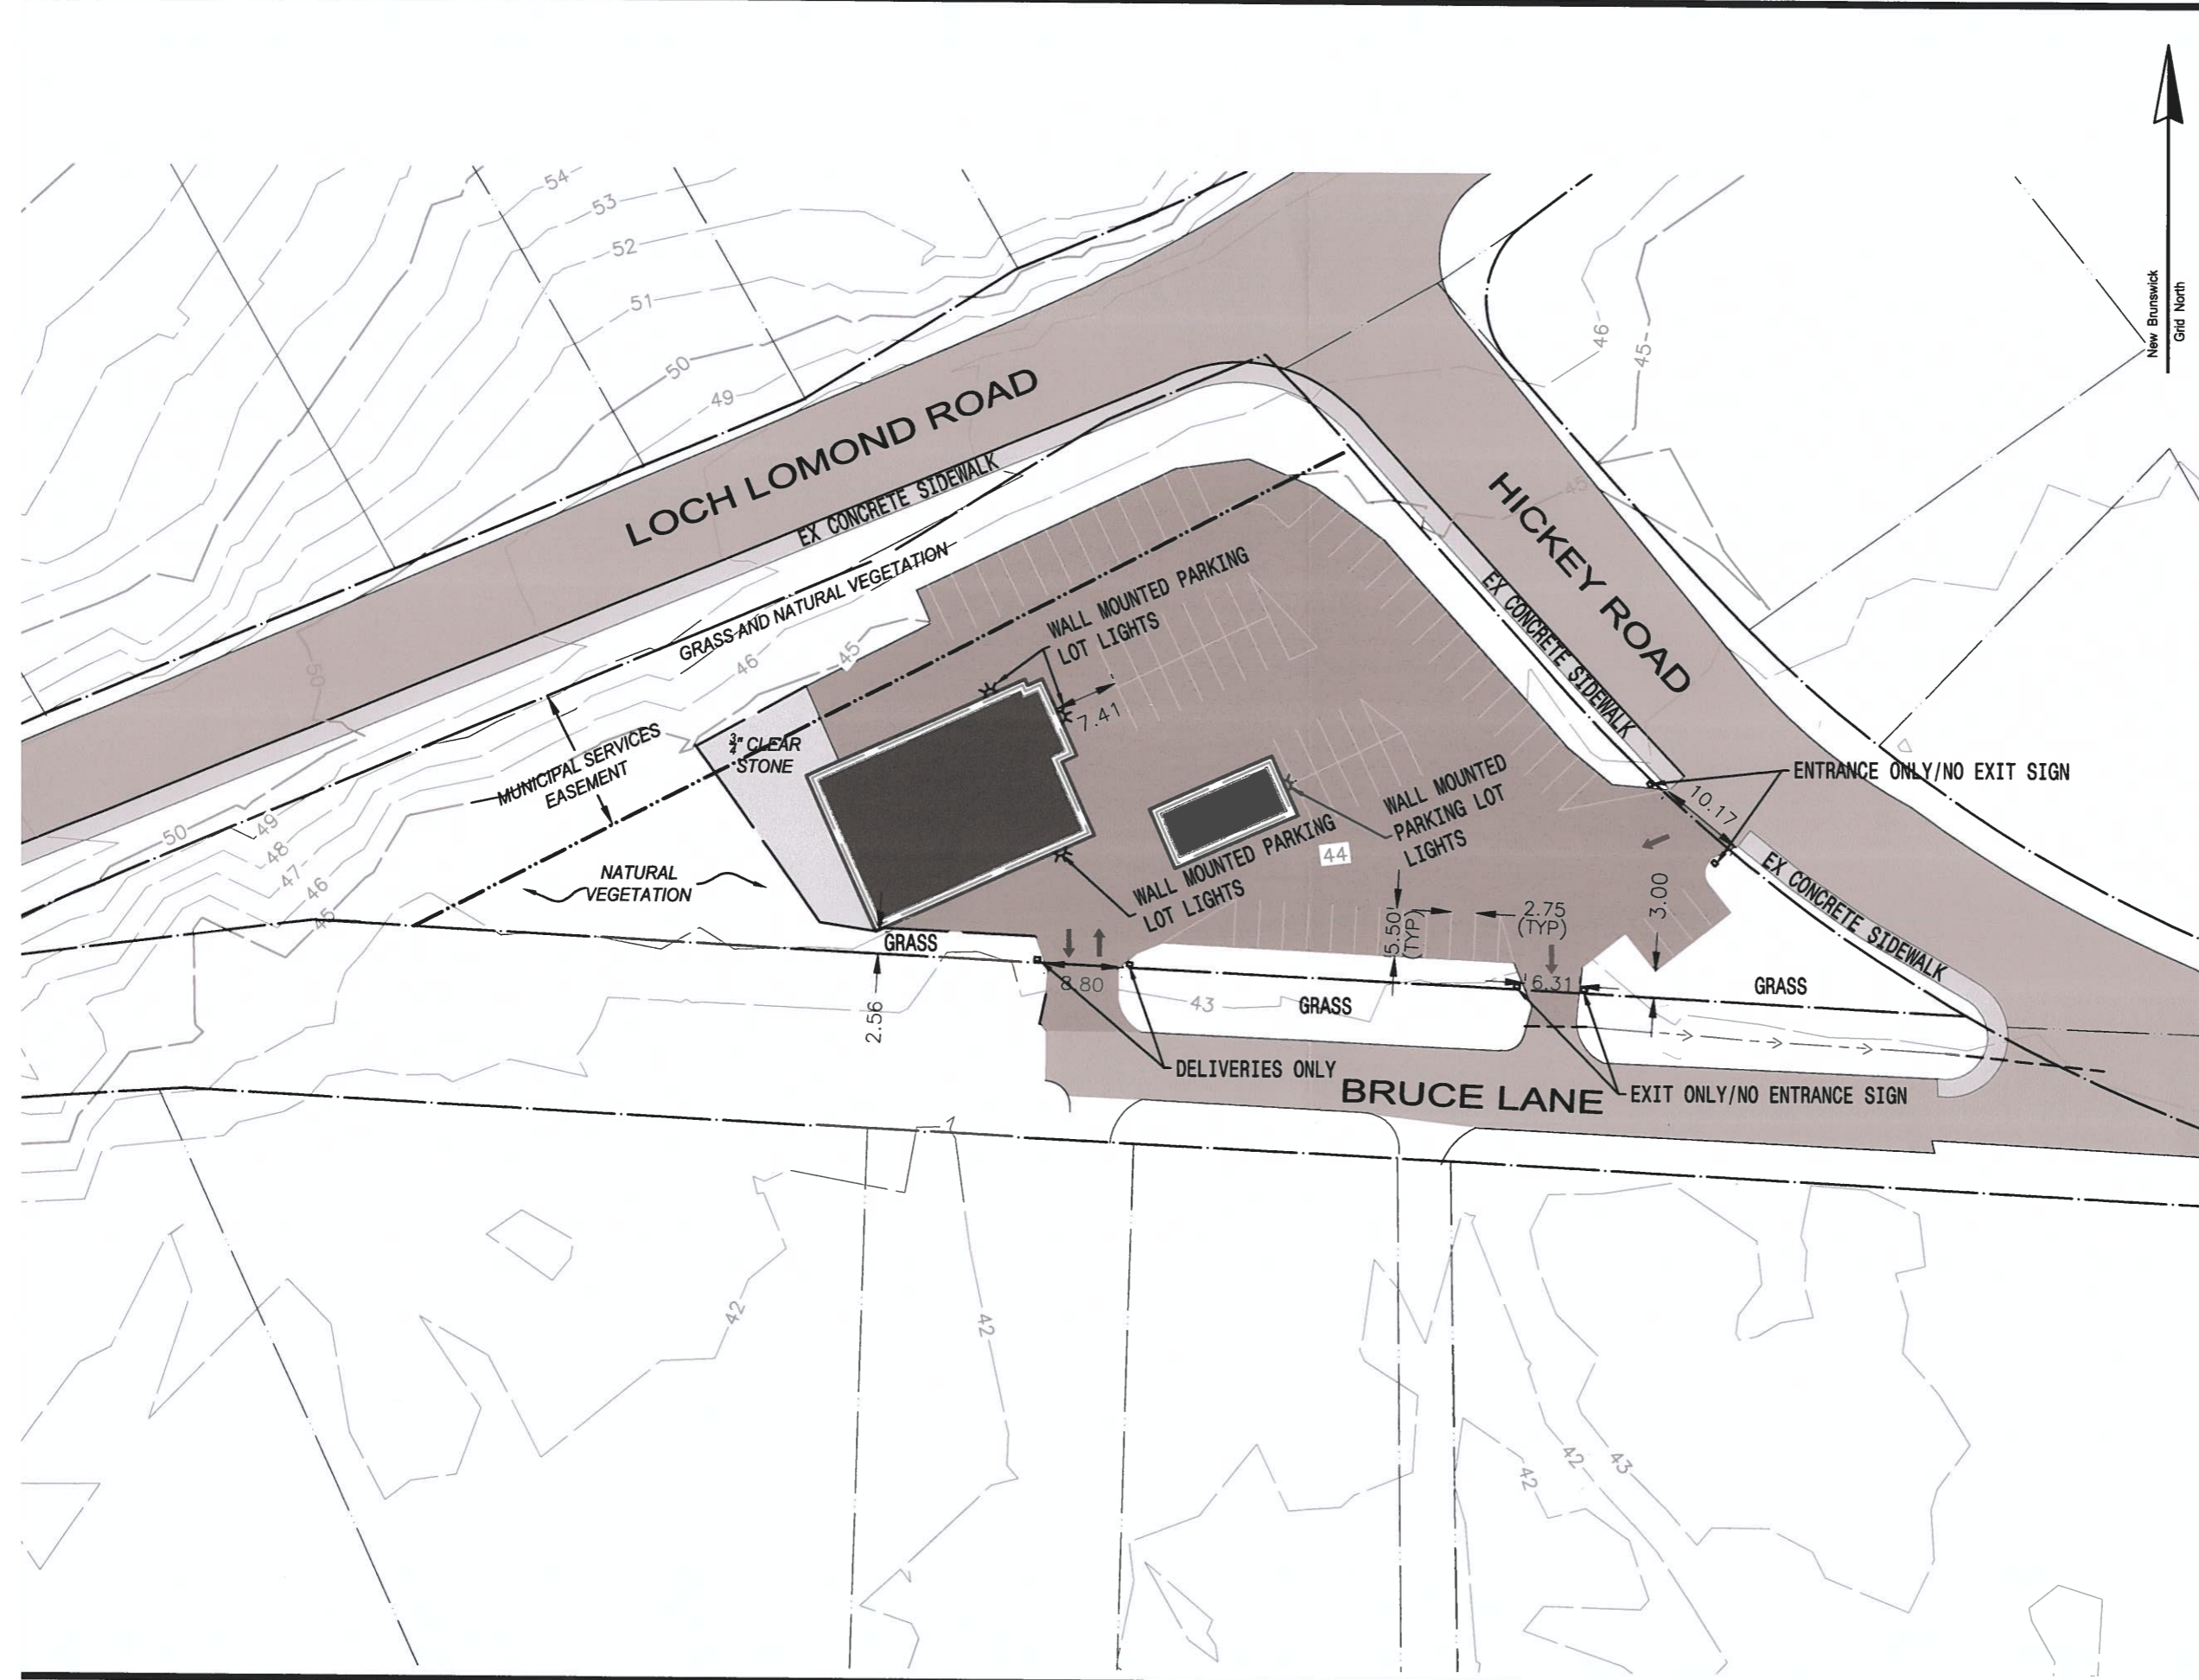 54
53
52
51
50
49
New Brunswick
Grid North
46
45
LOCH LOMOND ROAD
EX CONCRETE SIDEWALK
HICKEY ROAD
45
EX CONCRETE SIDEWALK
GRASS AND NATURAL VEGETATION
46
45
50
WALL MOUNTED PARKING
LOT LIGHTS
7.41
MUNICIPAL SERVICES
EASEMENT
3/4" CLEAR
STONE
WALL MOUNTED
PARKING LOT
LIGHTS
ENTRANCE ONLY/NO EXIT SIGN
10.17
50
49
48
47
46
45
NATURAL
VEGETATION
WALL MOUNTED PARKING
LOT LIGHTS
44
EX CONCRETE SIDEWALK
3.00
5.50
(TYP)
2.75
(TYP)
GRASS
8.80
6.31
GRASS
2.56
43
GRASS
DELIVERIES ONLY
BRUCE LANE
EXIT ONLY/NO ENTRANCE SIGN
42
42
42
42
43